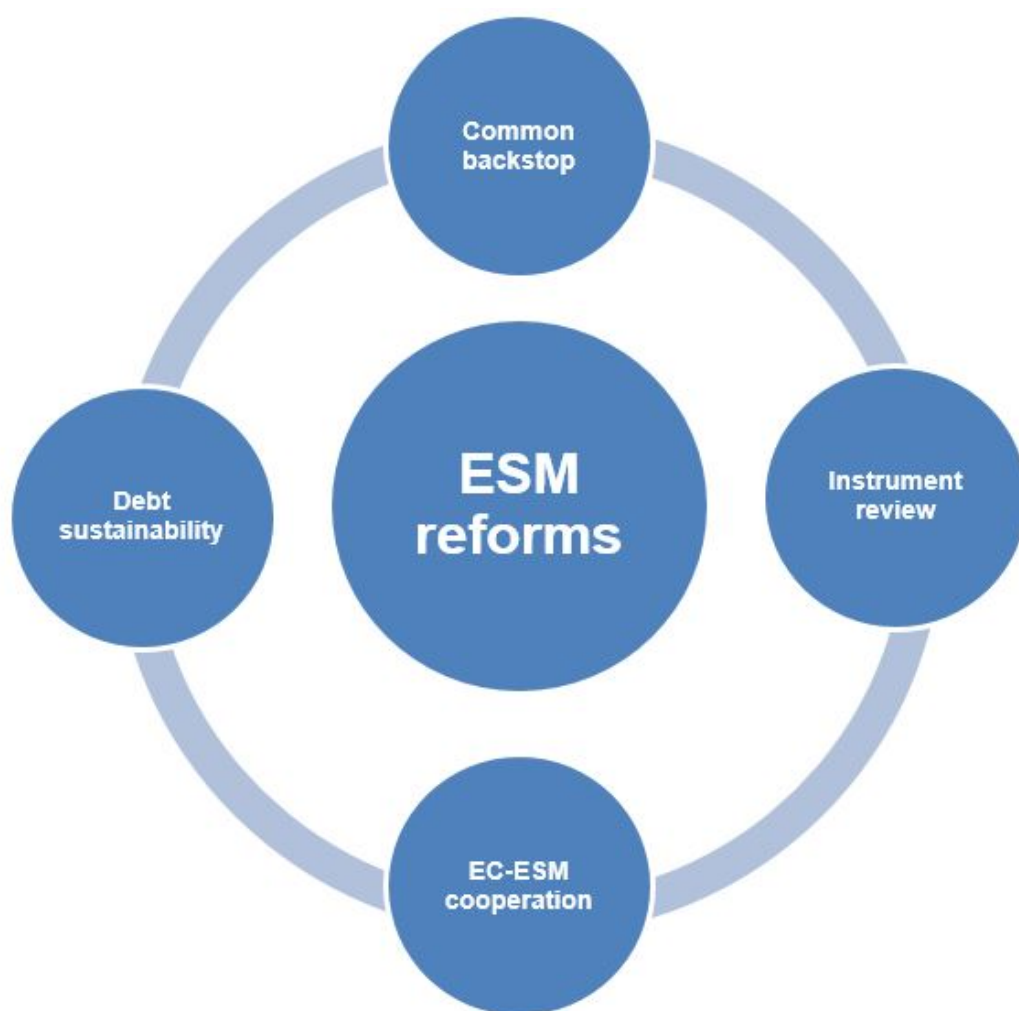 Common
backstop
ESM
reforms
Instrument
review
Debt
sustainability
EC-ESM
cooperation